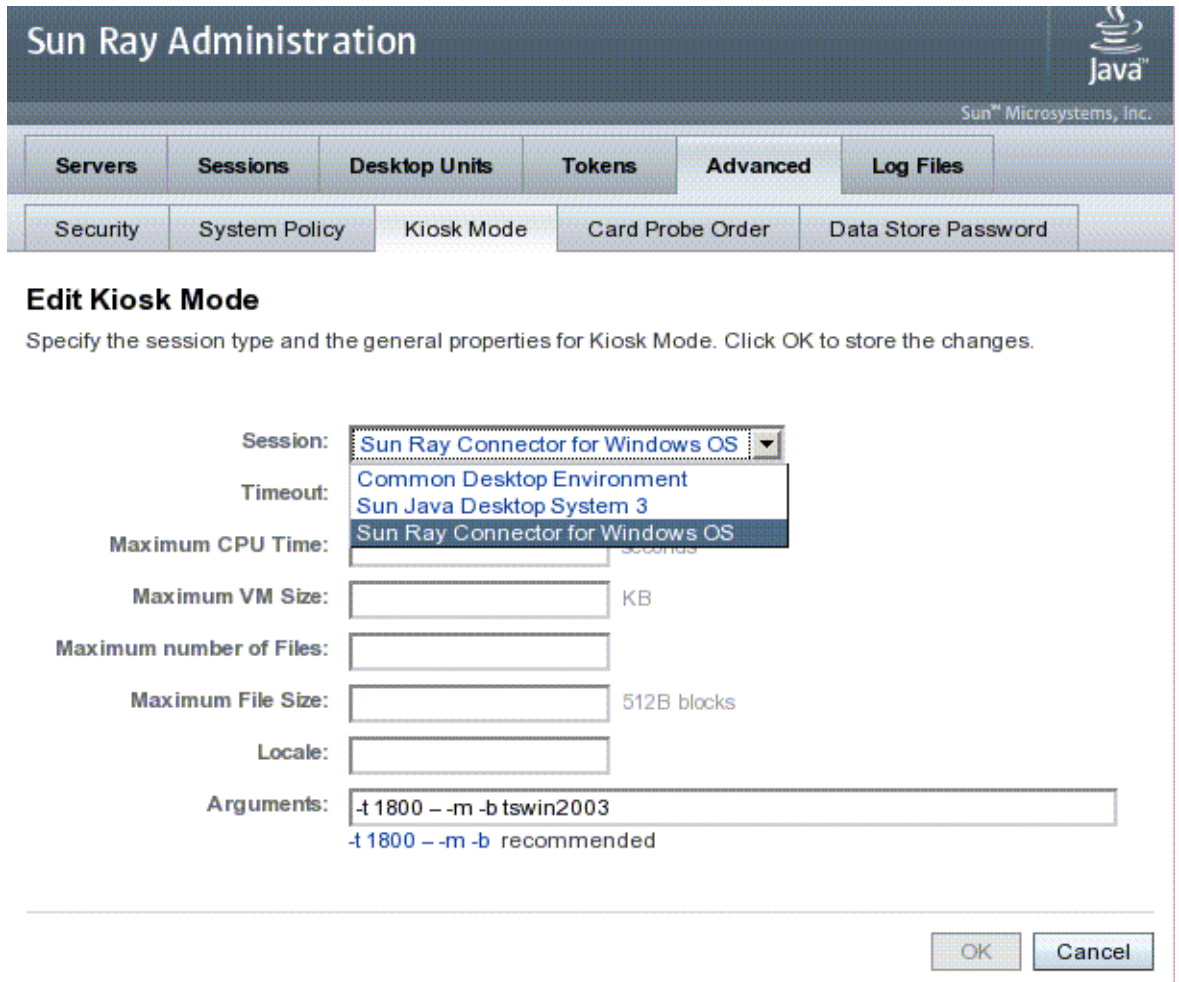 Sun Ray Administration
Java™
Sun™ Microsystems, Inc.
Servers Sessions Desktop Units Tokens Advanced Log Files
Security System Policy Kiosk Mode Card Probe Order Data Store Password
Edit Kiosk Mode
Specify the session type and the general properties for Kiosk Mode. Click OK to store the changes.
Session: Sun Ray Connector for Windows OS
Common Desktop Environment
Timeout: Sun Java Desktop System 3
Sun Ray Connector for Windows OS
Maximum CPU Time: seconds
Maximum VM Size: KB
Maximum number of Files:
Maximum File Size: 512B blocks
Locale:
Arguments: -t 1800 – -m -b tswin2003
-t 1800 – -m -b recommended
OK Cancel